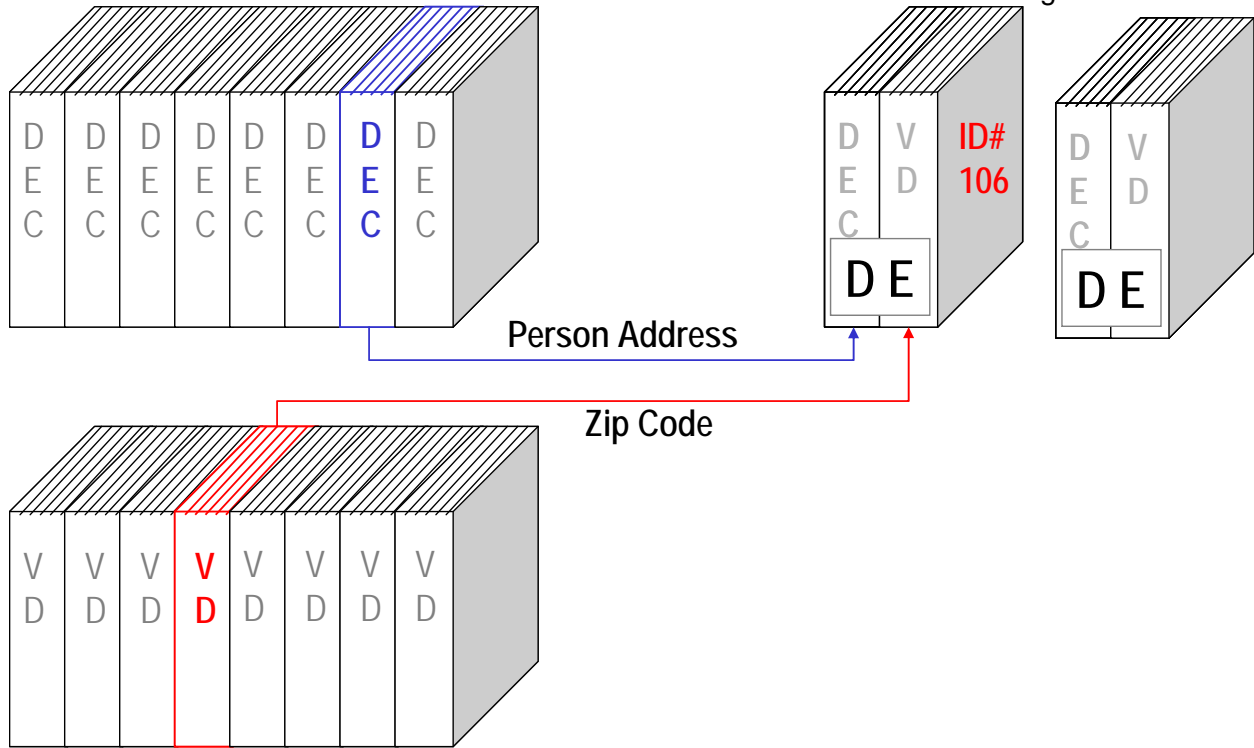 D D D D D D D D
E E E E E E E E
C C C C C C C C
D V
E D
C
ID#
106
D E
D V
E D
C
D E
Person Address
Zip Code
V V V V V V V V
D D D D D D D D